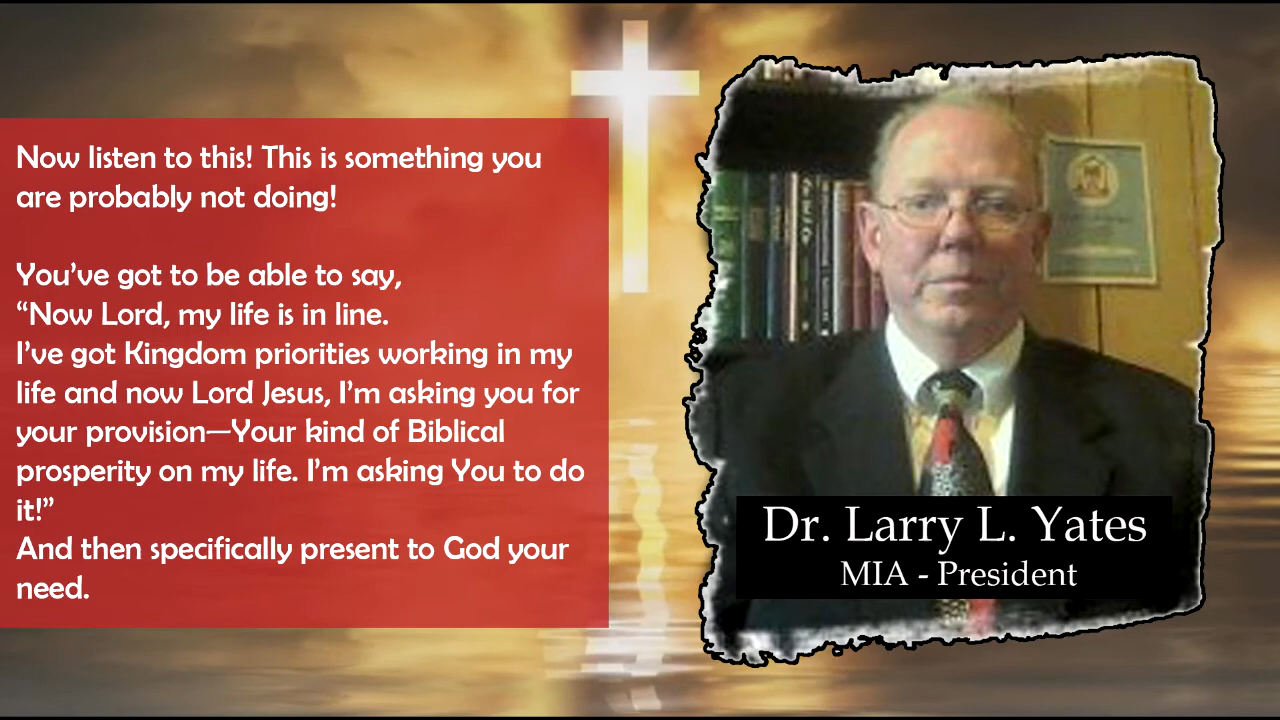 Now listen to this! This is something you
are probably not doing!
You’ve got to be able to say,
“Now Lord, my life is in line.
I’ve got Kingdom priorities working in my
life and now Lord Jesus, I’m asking you for
your provision—Your kind of Biblical
prosperity on my life. I’m asking You to do
it!”
And then specifically present to God your
need.
Dr. Larry L. Yates
MIA - President